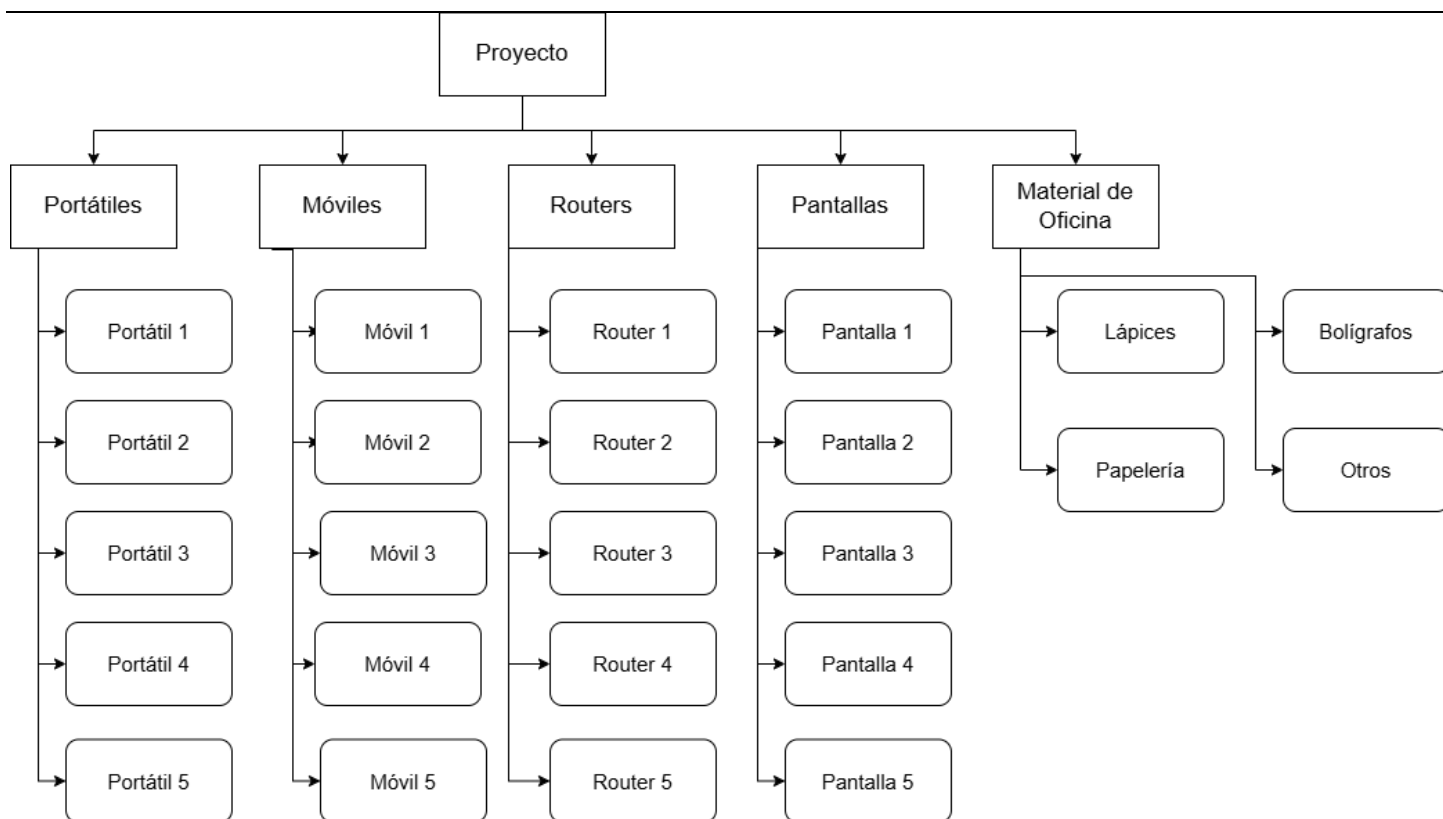 Proyecto
Portátiles
Móviles
Routers
Pantallas
Material de
Oficina
Portátil 1
Móvil 1
Router 1
Pantalla 1
Lápices
Bolígrafos
Portátil 2
Móvil 2
Router 2
Pantalla 2
Papelería
Otros
Portátil 3
Móvil 3
Router 3
Pantalla 3
Portátil 4
Móvil 4
Router 4
Pantalla 4
Portátil 5
Móvil 5
Router 5
Pantalla 5